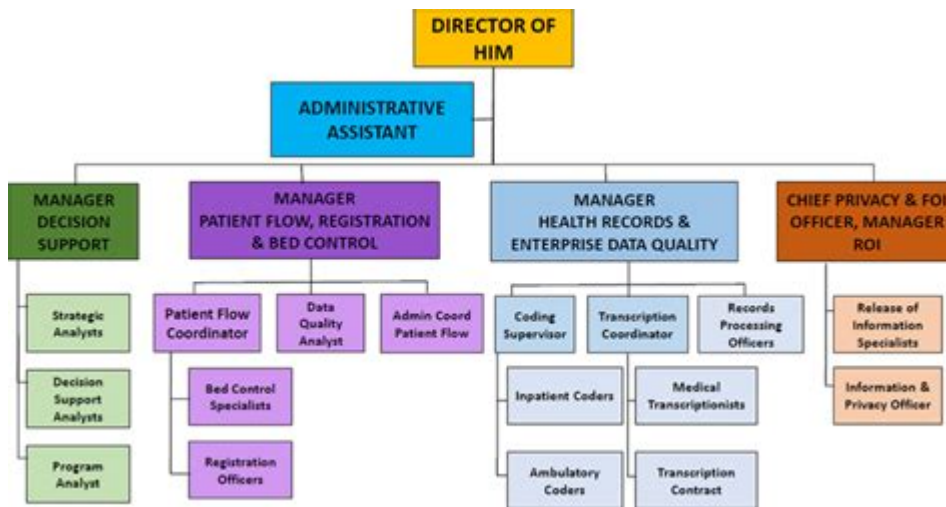 DIRECTOR OF
HIM
ADMINISTRATIVE
ASSISTANT
MANAGER
DECISION
SUPPORT
MANAGER
PATIENT FLOW, REGISTRATION
& BED CONTROL
MANAGER
HEALTH RECORDS &
ENTERPRISE DATA QUALITY
CHIEF PRIVACY & FOI
OFFICER, MANAGER
ROI
Strategic
Analysts
Decision
Support
Analysts
Program
Analyst
Patient Flow
Coordinator
Data
Quality
Analyst
Admin Coord
Patient Flow
Bed Control
Specialists
Registration
Officers
Coding
Supervisor
Transcription
Coordinator
Records
Processing
Officers
Inpatient Coders
Medical
Transcriptionists
Ambulatory
Coders
Transcription
Contract
Release of
Information
Specialists
Information &
Privacy Officer